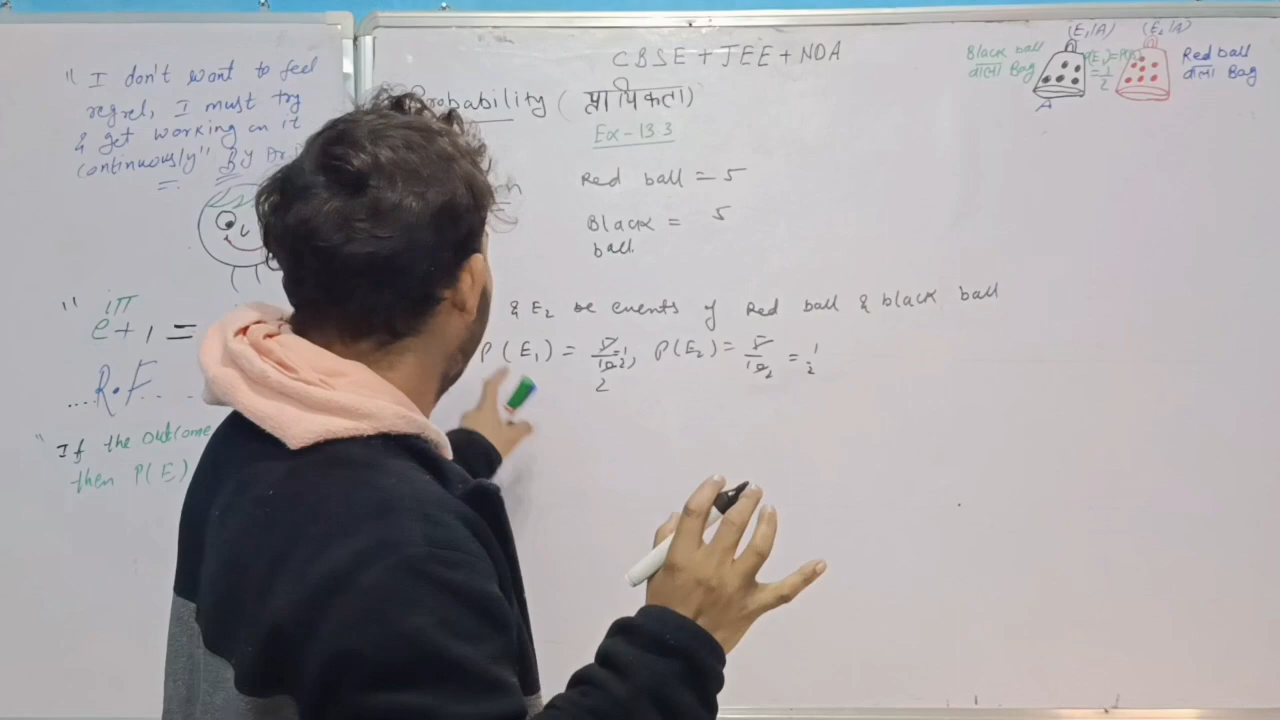 CBSE + JEE + NDA
Probability ( प्रायिकता)
Ex-13.3
"I don't want to feel
regret, I must try
& get working on it
continuously" By
Red ball = 5
Black = 5
ball.
& E₂ be events of Red ball & black ball
P(E₁) = 5/10 = 1/2, P(E₂) = 5/10 = 1/2
" e^iπ + 1 =
R.F
"If the outcome
then P(E)
Black ball
वाला Bag
(E₁/A)
(E₂/A)
= 1/2
A
Red ball
वाला Bag